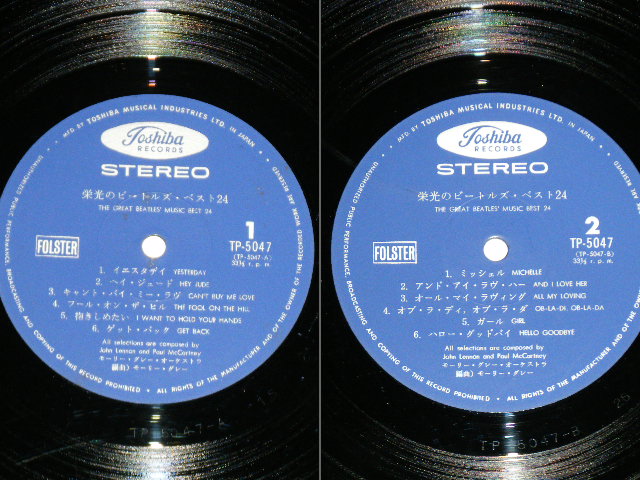 MFD BY TOSHIBA MUSICAL INDUSTRIES LTD. IN JAPAN
Toshiba
RECORDS
STEREO
栄光のビートルズ・ベスト24
THE GREAT BEATLES' MUSIC BEST 24
1
FOLSTER
TP-5047
(TP-5047-A)
33⅓ r.p.m.
1. イエスタデイ YESTERDAY
2. ヘイ・ジュード HEY JUDE
3. キャント・バイ・ミー・ラヴ CAN'T BUY ME LOVE
4. フール・オン・ザ・ヒル THE FOOL ON THE HILL
5. 抱きしめたい I WANT TO HOLD YOUR HANDS
6. ゲット・バック GET BACK
All selections are composed by
John Lennon and Paul McCartney
モーリー・グレー・オーケストラ
編曲) モーリー・グレー
UNAUTHORIZED PUBLIC PERFORMANCE, BROADCASTING AND COPYING OF THIS RECORD PROHIBITED • ALL RIGHTS OF THE MANUFACTURER AND OF THE OWNER OF THE RECORDED WORK ARE RESERVED
TP-5047-A
MFD. BY TOSHIBA MUSICAL INDUSTRIES LTD. IN JAPAN
Toshiba
RECORDS
STEREO
栄光のビートルズ・ベスト24
THE GREAT BEATLES' MUSIC BEST 24
2
FOLSTER
TP-5047
(TP-5047-B)
33⅓ r.p.m.
1. ミッシェル MICHELLE
2. アンド・アイ・ラヴ・ハー AND I LOVE HER
3. オール・マイ・ラヴィング ALL MY LOVING
4. オブ・ラ・ディ、オブ・ラ・ダ OB-LA-DI, OB-LA-DA
5. ガール GIRL
6. ハロー・グッドバイ HELLO GOODBYE
All selections are composed by
John Lennon and Paul McCartney
モーリー・グレー・オーケストラ
編曲) モーリー・グレー
UNAUTHORIZED PUBLIC PERFORMANCE, BROADCASTING AND COPYING OF THIS RECORD PROHIBITED • ALL RIGHTS OF THE MANUFACTURER AND OF THE OWNER OF THE RECORDED WORK ARE RESERVED
TP-5047-B